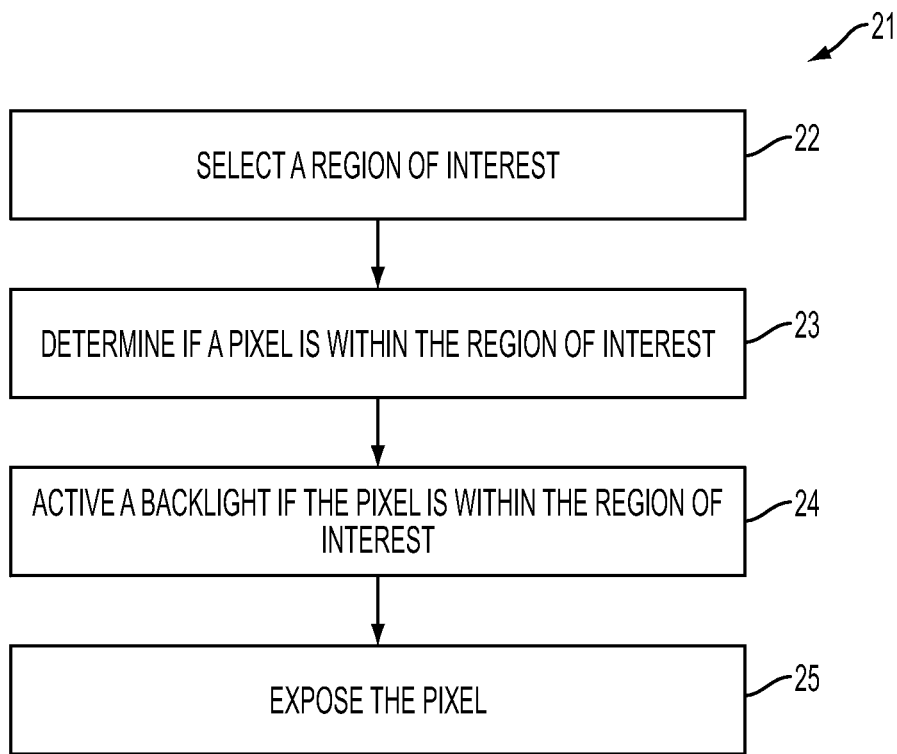 21
SELECT A REGION OF INTEREST
22
DETERMINE IF A PIXEL IS WITHIN THE REGION OF INTEREST
23
ACTIVE A BACKLIGHT IF THE PIXEL IS WITHIN THE REGION OF
INTEREST
24
EXPOSE THE PIXEL
25